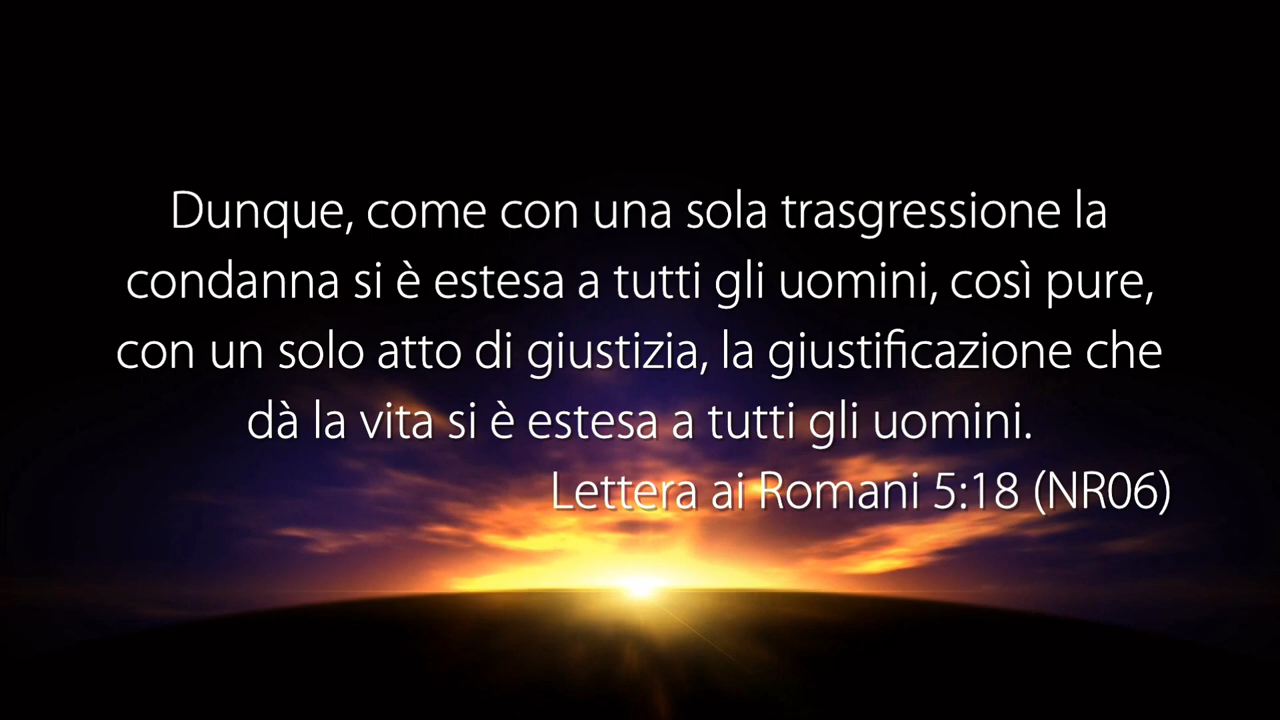 Dunque, come con una sola trasgressione la
condanna si è estesa a tutti gli uomini, così pure,
con un solo atto di giustizia, la giustificazione che
dà la vita si è estesa a tutti gli uomini.
Lettera ai Romani 5:18 (NR06)